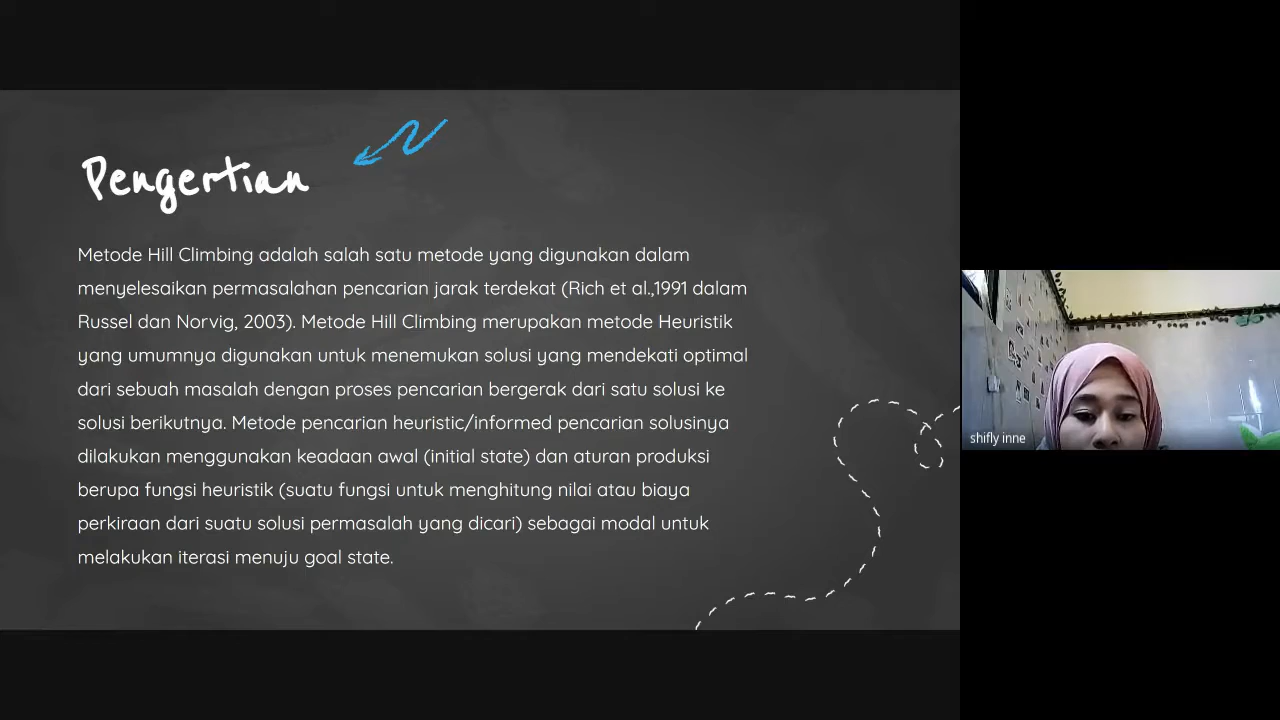 Pengertian
Metode Hill Climbing adalah salah satu metode yang digunakan dalam
menyelesaikan permasalahan pencarian jarak terdekat (Rich et al.,1991 dalam
Russel dan Norvig, 2003). Metode Hill Climbing merupakan metode Heuristik
yang umumnya digunakan untuk menemukan solusi yang mendekati optimal
dari sebuah masalah dengan proses pencarian bergerak dari satu solusi ke
solusi berikutnya. Metode pencarian heuristic/informed pencarian solusinya
dilakukan menggunakan keadaan awal (initial state) dan aturan produksi
berupa fungsi heuristik (suatu fungsi untuk menghitung nilai atau biaya
perkiraan dari suatu solusi permasalah yang dicari) sebagai modal untuk
melakukan iterasi menuju goal state.
shifly inne